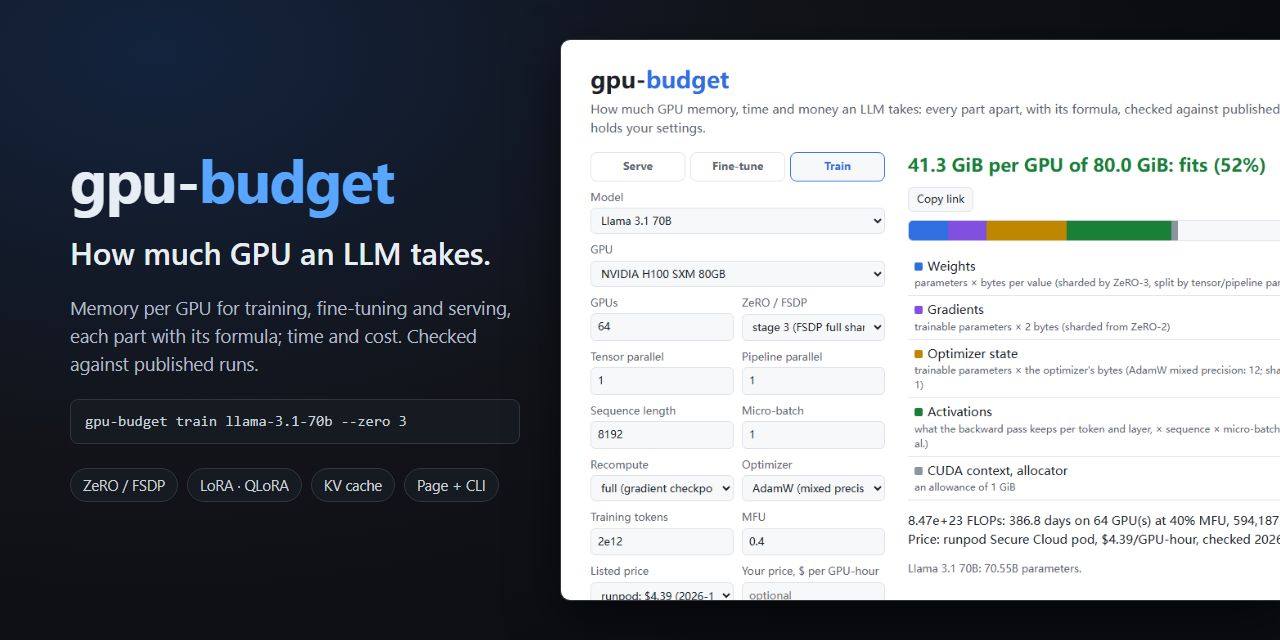 gpu-budget
How much GPU an LLM takes.
Memory per GPU for training, fine-tuning and serving,
each part with its formula; time and cost. Checked
against published runs.
gpu-budget train llama-3.1-70b --zero 3
ZeRO / FSDP
LoRA · QLoRA
KV cache
Page + CLI
gpu-budget
How much GPU memory, time and money an LLM takes: every part apart, with its formula, checked against published
holds your settings.
Serve
Fine-tune
Train
Model
Llama 3.1 70B
GPU
NVIDIA H100 SXM 80GB
GPUs
ZeRO / FSDP
64
stage 3 (FSDP full shar
Tensor parallel
Pipeline parallel
1
1
Sequence length
Micro-batch
8192
1
Recompute
Optimizer
full (gradient checkpo
AdamW (mixed precis
Training tokens
MFU
2e12
0.4
Listed price
Your price, $ per GPU-hour
runpod: $4.39 (2026-1
optional
41.3 GiB per GPU of 80.0 GiB: fits (52%)
Copy link
Weights
parameters × bytes per value (sharded by ZeRO-3, split by tensor/pipeline par
Gradients
trainable parameters × 2 bytes (sharded from ZeRO-2)
Optimizer state
trainable parameters × the optimizer's bytes (AdamW mixed precision: 12; sha
1)
Activations
what the backward pass keeps per token and layer, × sequence × micro-batch
al.)
CUDA context, allocator
an allowance of 1 GiB
8.47e+23 FLOPs: 386.8 days on 64 GPU(s) at 40% MFU, 594,187
Price: runpod Secure Cloud pod, $4.39/GPU-hour, checked 2026
Llama 3.1 70B: 70.55B parameters.